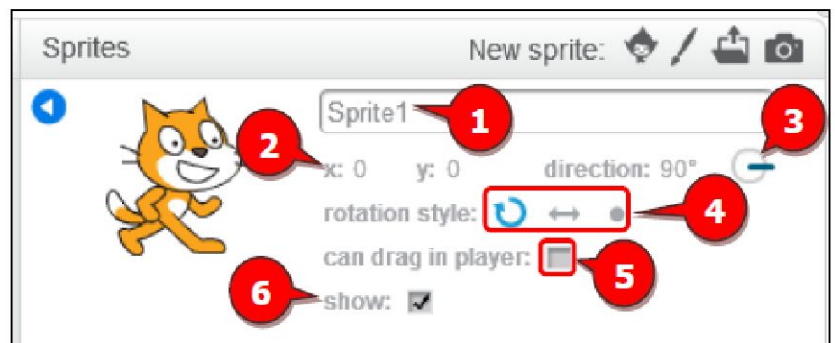 Sprites New sprite:
Sprite1 1
2 3
x: 0 y: 0 direction: 90°
rotation style: 4
can drag in player: 5
6 show: